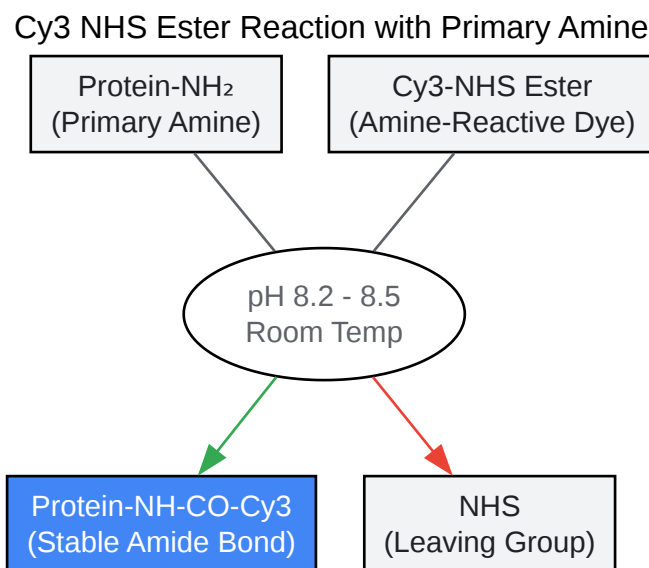 Cy3 NHS Ester Reaction with Primary Amine
Protein-NH₂
(Primary Amine)
Cy3-NHS Ester
(Amine-Reactive Dye)
pH 8.2 - 8.5
Room Temp
Protein-NH-CO-Cy3
(Stable Amide Bond)
NHS
(Leaving Group)